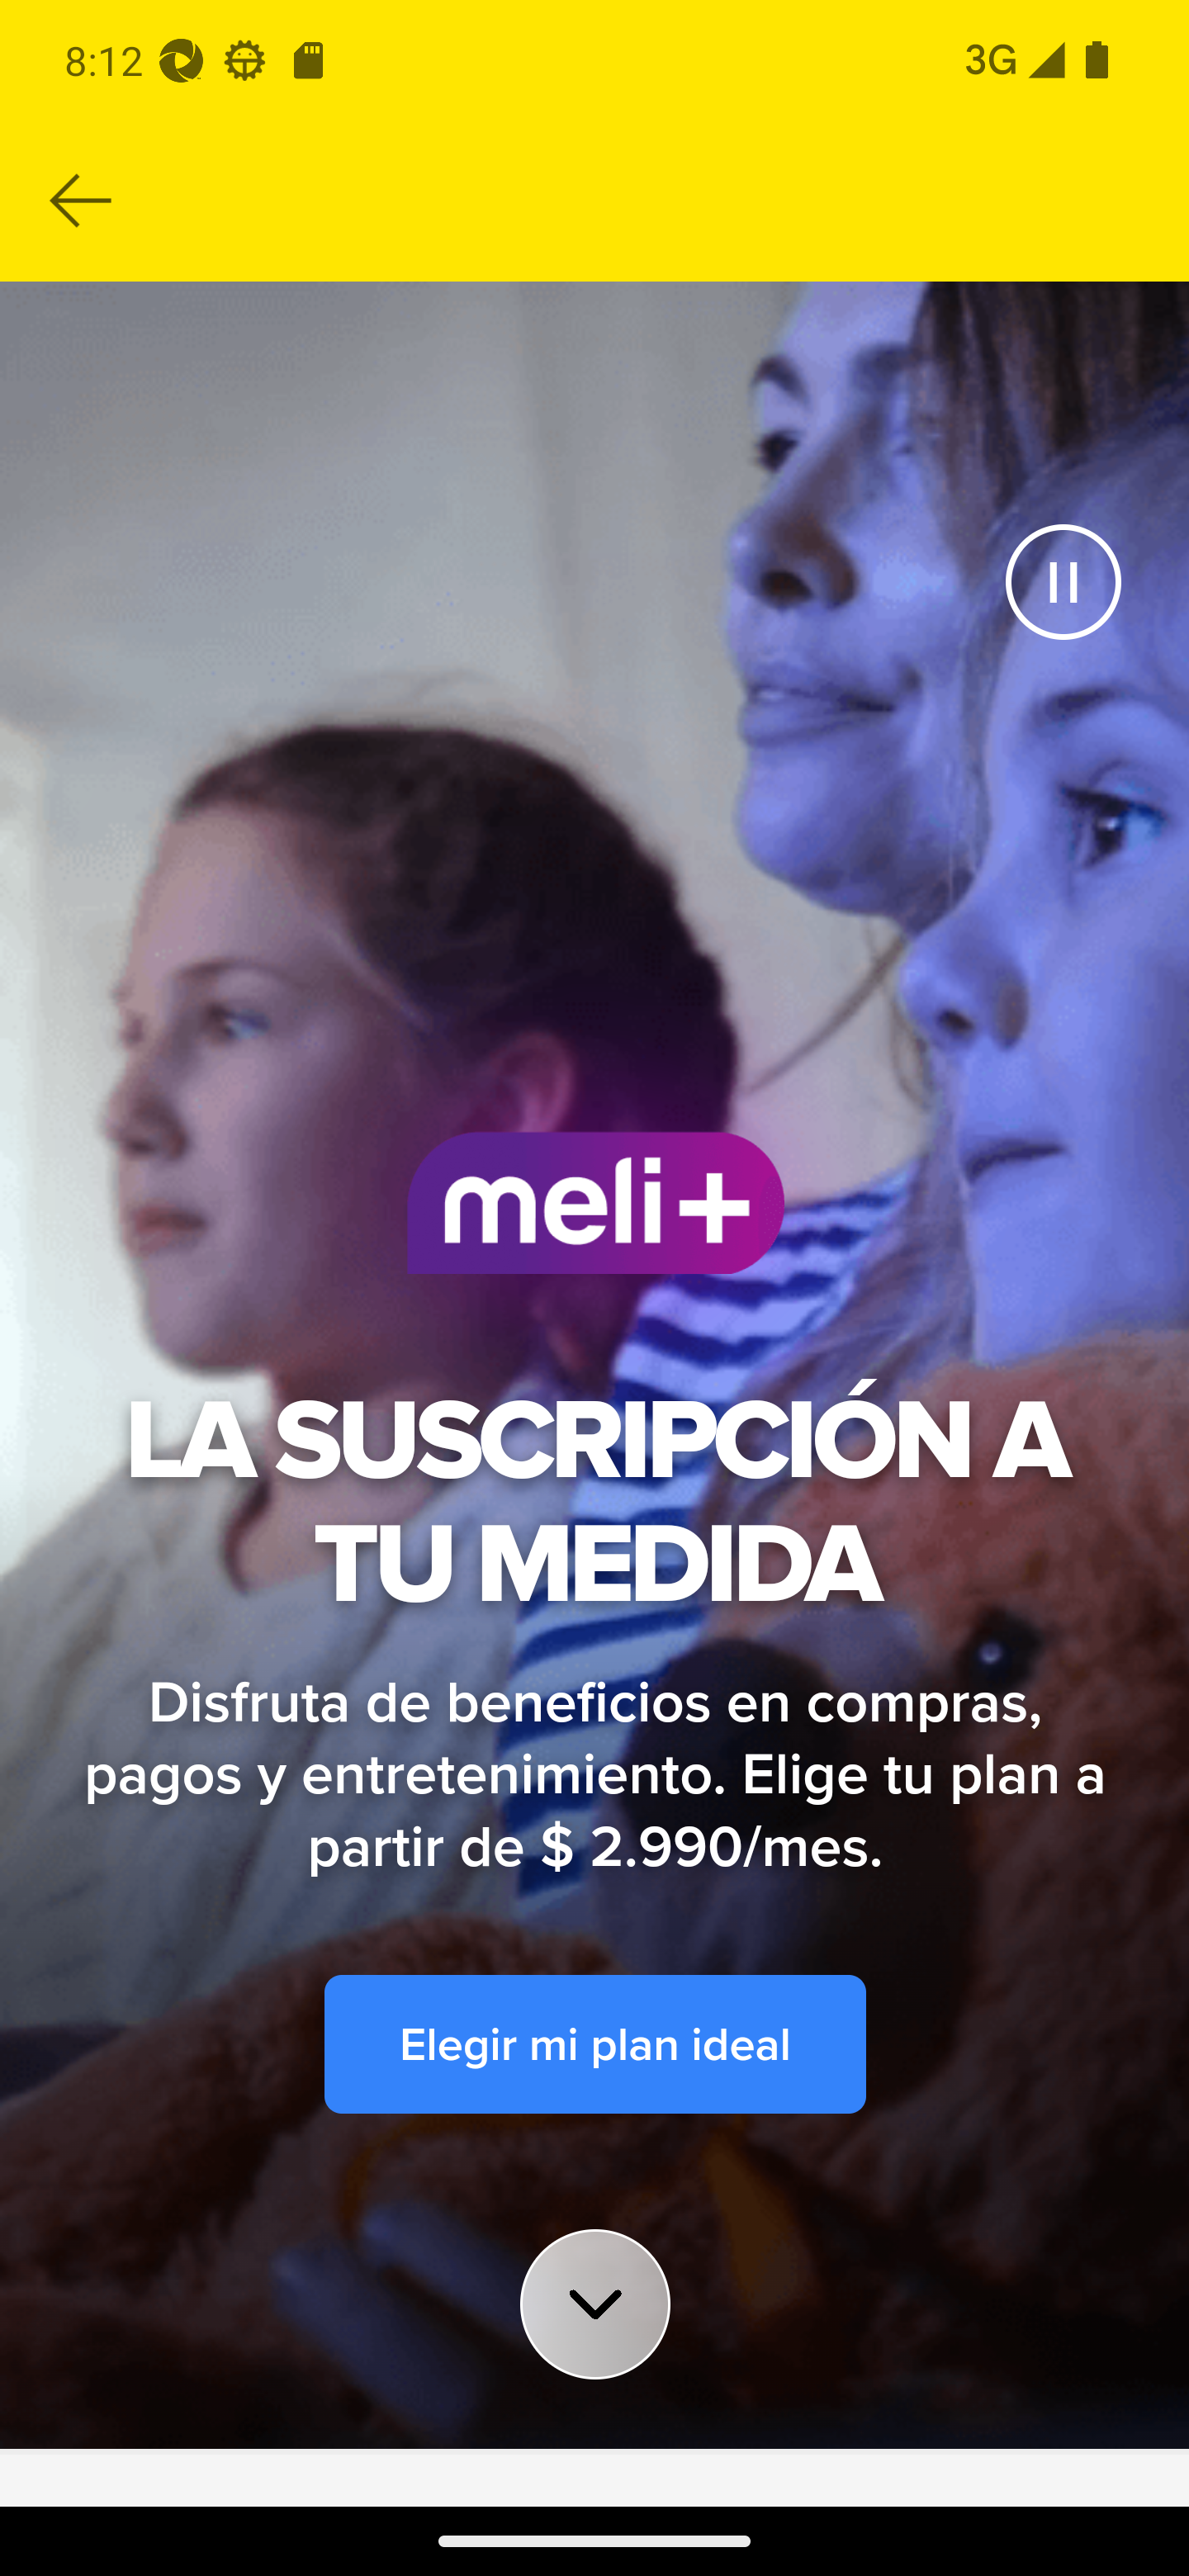 8:12
3G
meli+
LA SUSCRIPCIÓN A
TU MEDIDA
Disfruta de beneficios en compras,
pagos y entretenimiento. Elige tu plan a
partir de $ 2.990/mes.
Elegir mi plan ideal